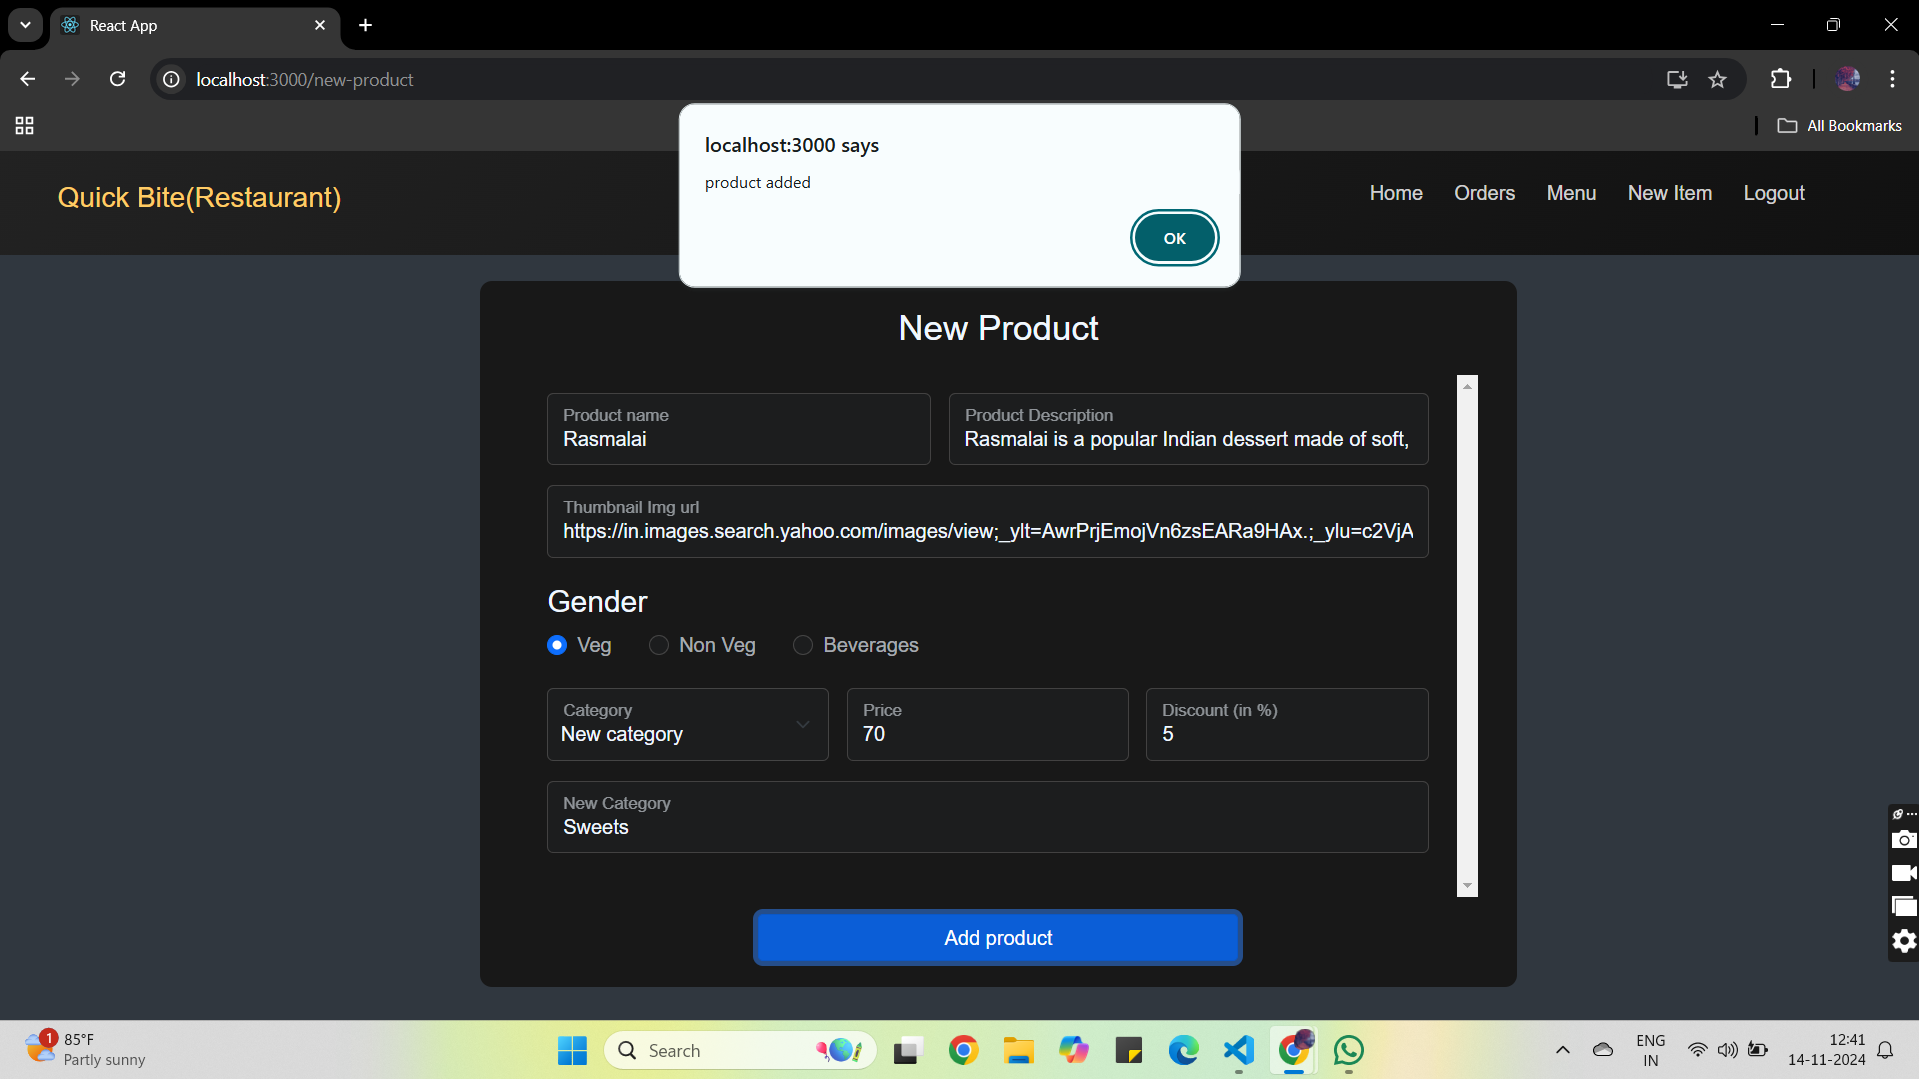 React App
localhost:3000/new-product
All Bookmarks
localhost:3000 says
product added
OK
Quick Bite(Restaurant)
Home Orders Menu New Item Logout
New Product
Product name
Rasmalai
Product Description
Rasmalai is a popular Indian dessert made of soft,
Thumbnail Img url
https://in.images.search.yahoo.com/images/view;_ylt=AwrPrjEmojVn6zsEARa9HAx.;_ylu=c2VjA
Gender
Veg Non Veg Beverages
Category
New category
Price
70
Discount (in %)
5
New Category
Sweets
Add product
1
85°F
Partly sunny
Search
ENG
IN
12:41
14-11-2024